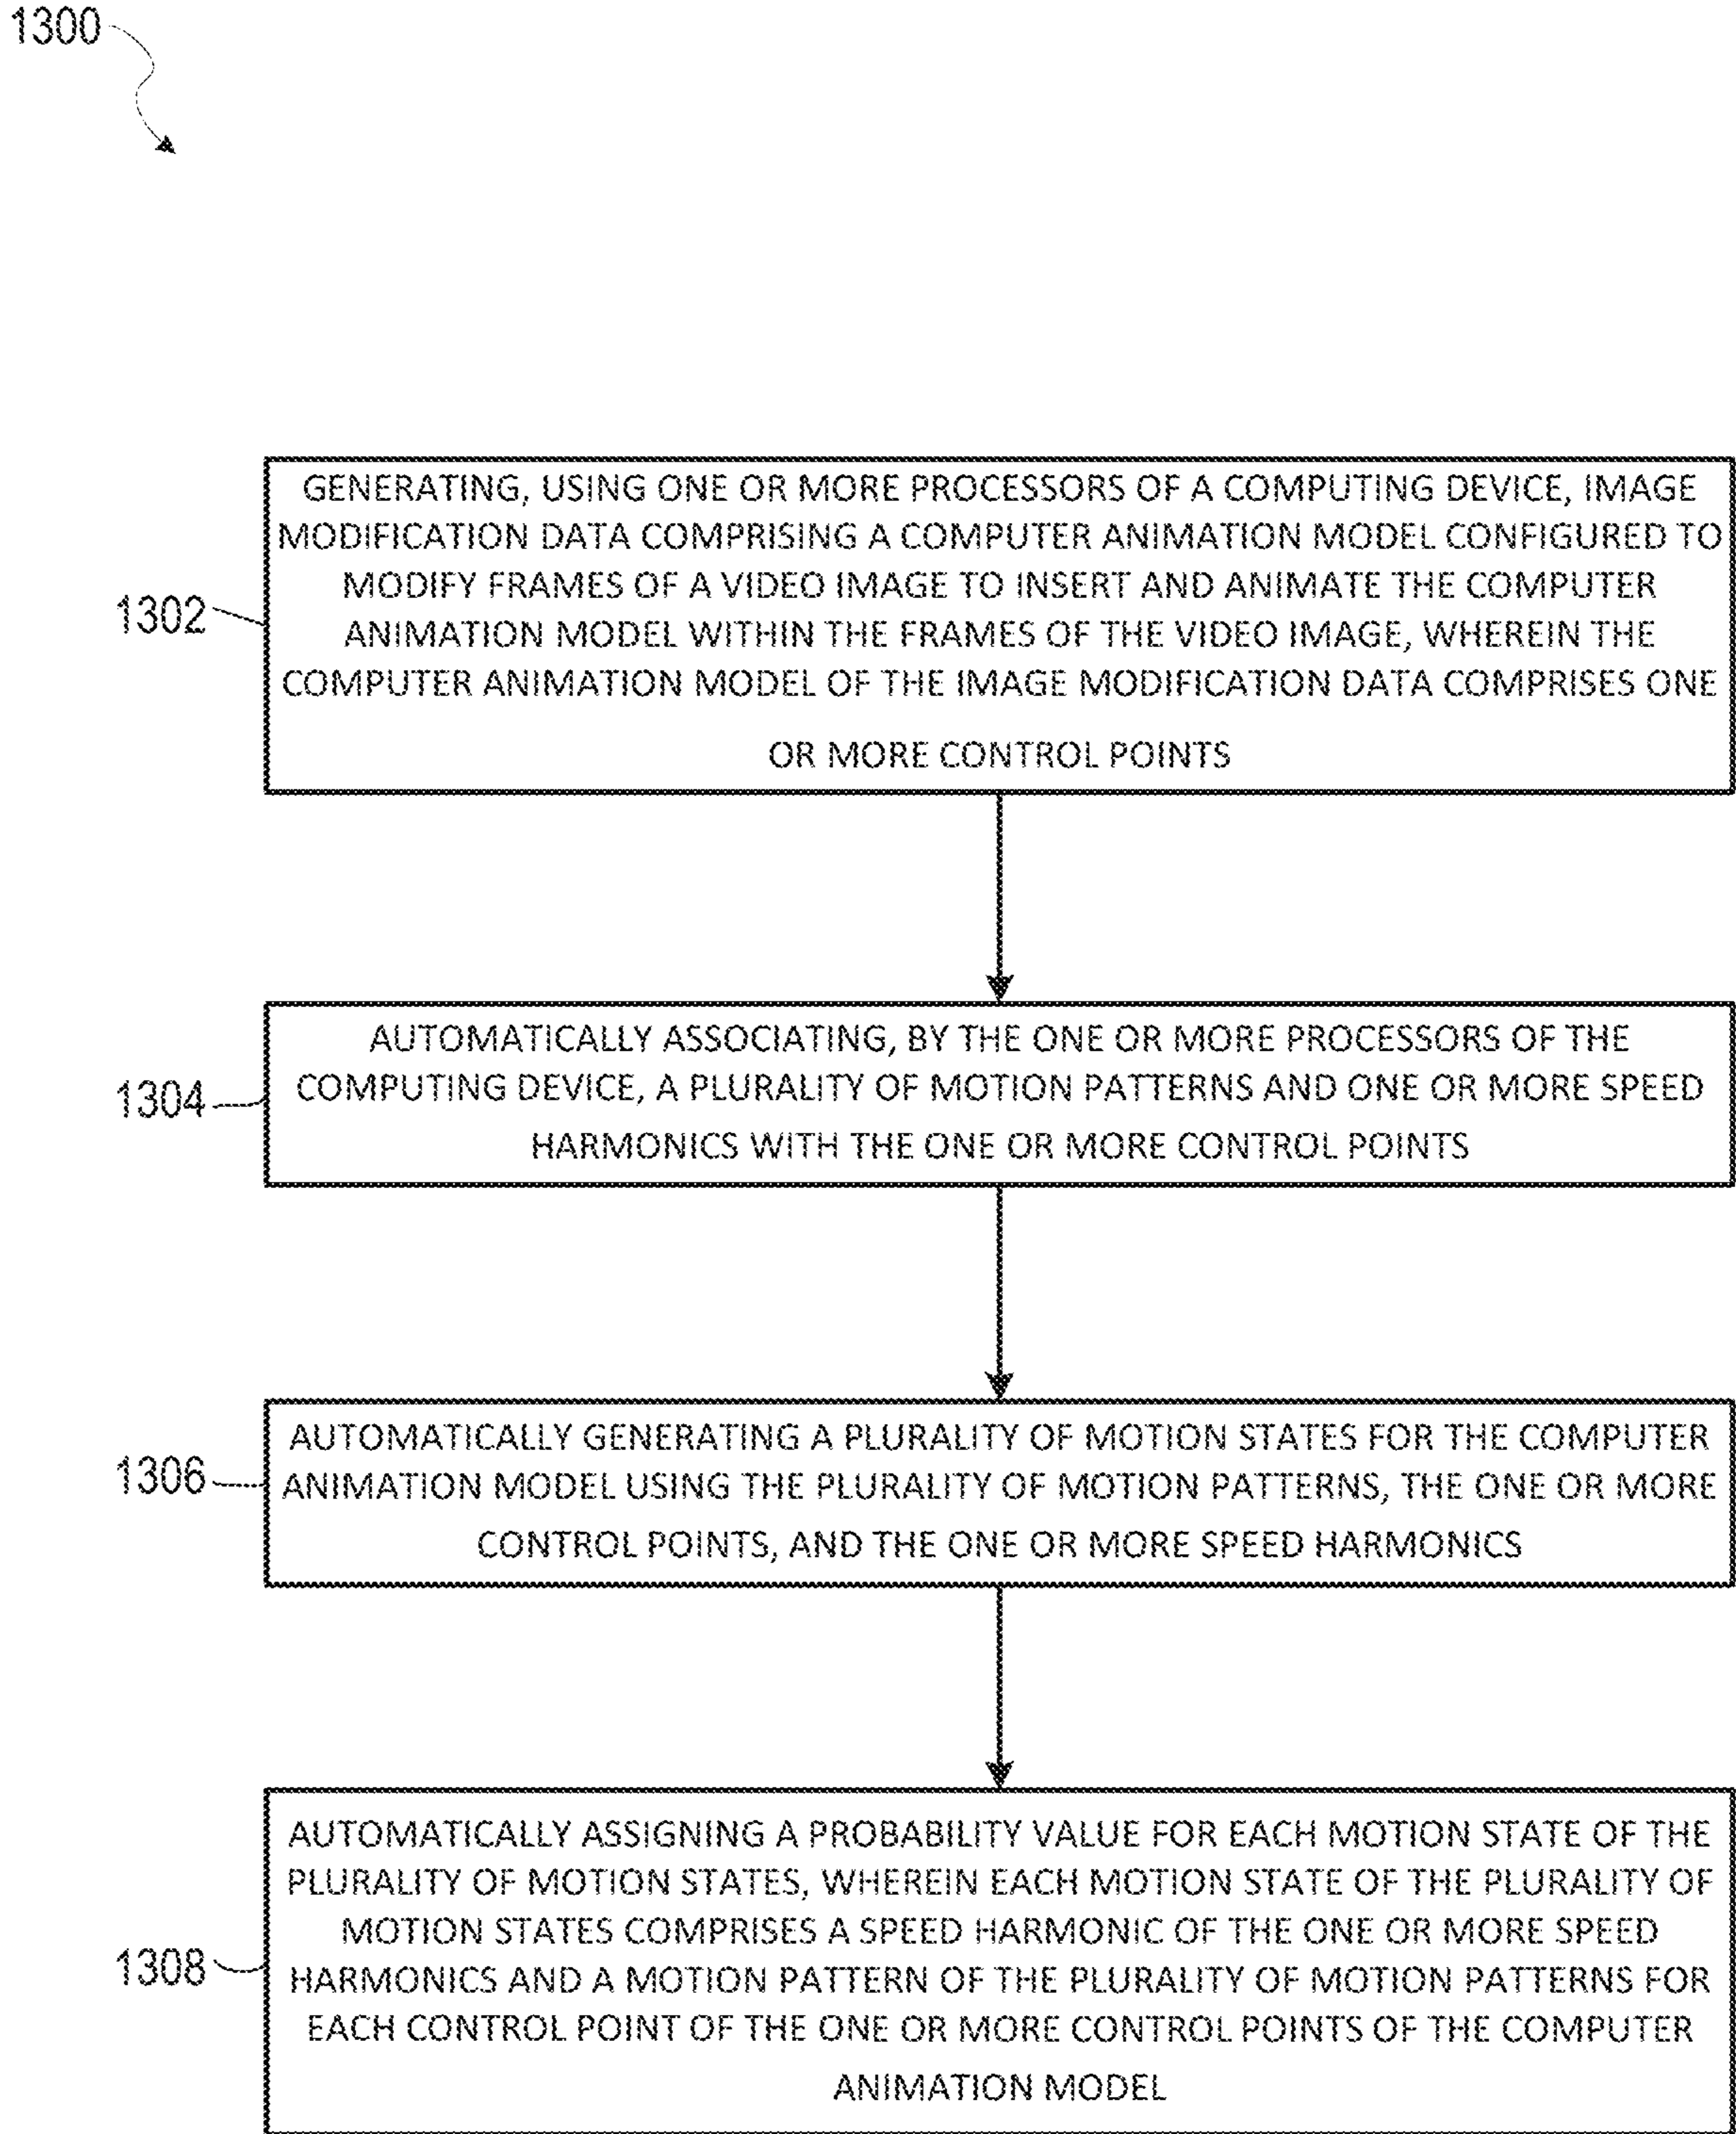 1300
GENERATING, USING ONE OR MORE PROCESSORS OF A COMPUTING DEVICE, IMAGE
MODIFICATION DATA COMPRISING A COMPUTER ANIMATION MODEL CONFIGURED TO
MODIFY FRAMES OF A VIDEO IMAGE TO INSERT AND ANIMATE THE COMPUTER
ANIMATION MODEL WITHIN THE FRAMES OF THE VIDEO IMAGE, WHEREIN THE
COMPUTER ANIMATION MODEL OF THE IMAGE MODIFICATION DATA COMPRISES ONE
OR MORE CONTROL POINTS
1302
AUTOMATICALLY ASSOCIATING, BY THE ONE OR MORE PROCESSORS OF THE
COMPUTING DEVICE, A PLURALITY OF MOTION PATTERNS AND ONE OR MORE SPEED
HARMONICS WITH THE ONE OR MORE CONTROL POINTS
1304
AUTOMATICALLY GENERATING A PLURALITY OF MOTION STATES FOR THE COMPUTER
ANIMATION MODEL USING THE PLURALITY OF MOTION PATTERNS, THE ONE OR MORE
CONTROL POINTS, AND THE ONE OR MORE SPEED HARMONICS
1306
AUTOMATICALLY ASSIGNING A PROBABILITY VALUE FOR EACH MOTION STATE OF THE
PLURALITY OF MOTION STATES, WHEREIN EACH MOTION STATE OF THE PLURALITY OF
MOTION STATES COMPRISES A SPEED HARMONIC OF THE ONE OR MORE SPEED
HARMONICS AND A MOTION PATTERN OF THE PLURALITY OF MOTION PATTERNS FOR
EACH CONTROL POINT OF THE ONE OR MORE CONTROL POINTS OF THE COMPUTER
ANIMATION MODEL
1308